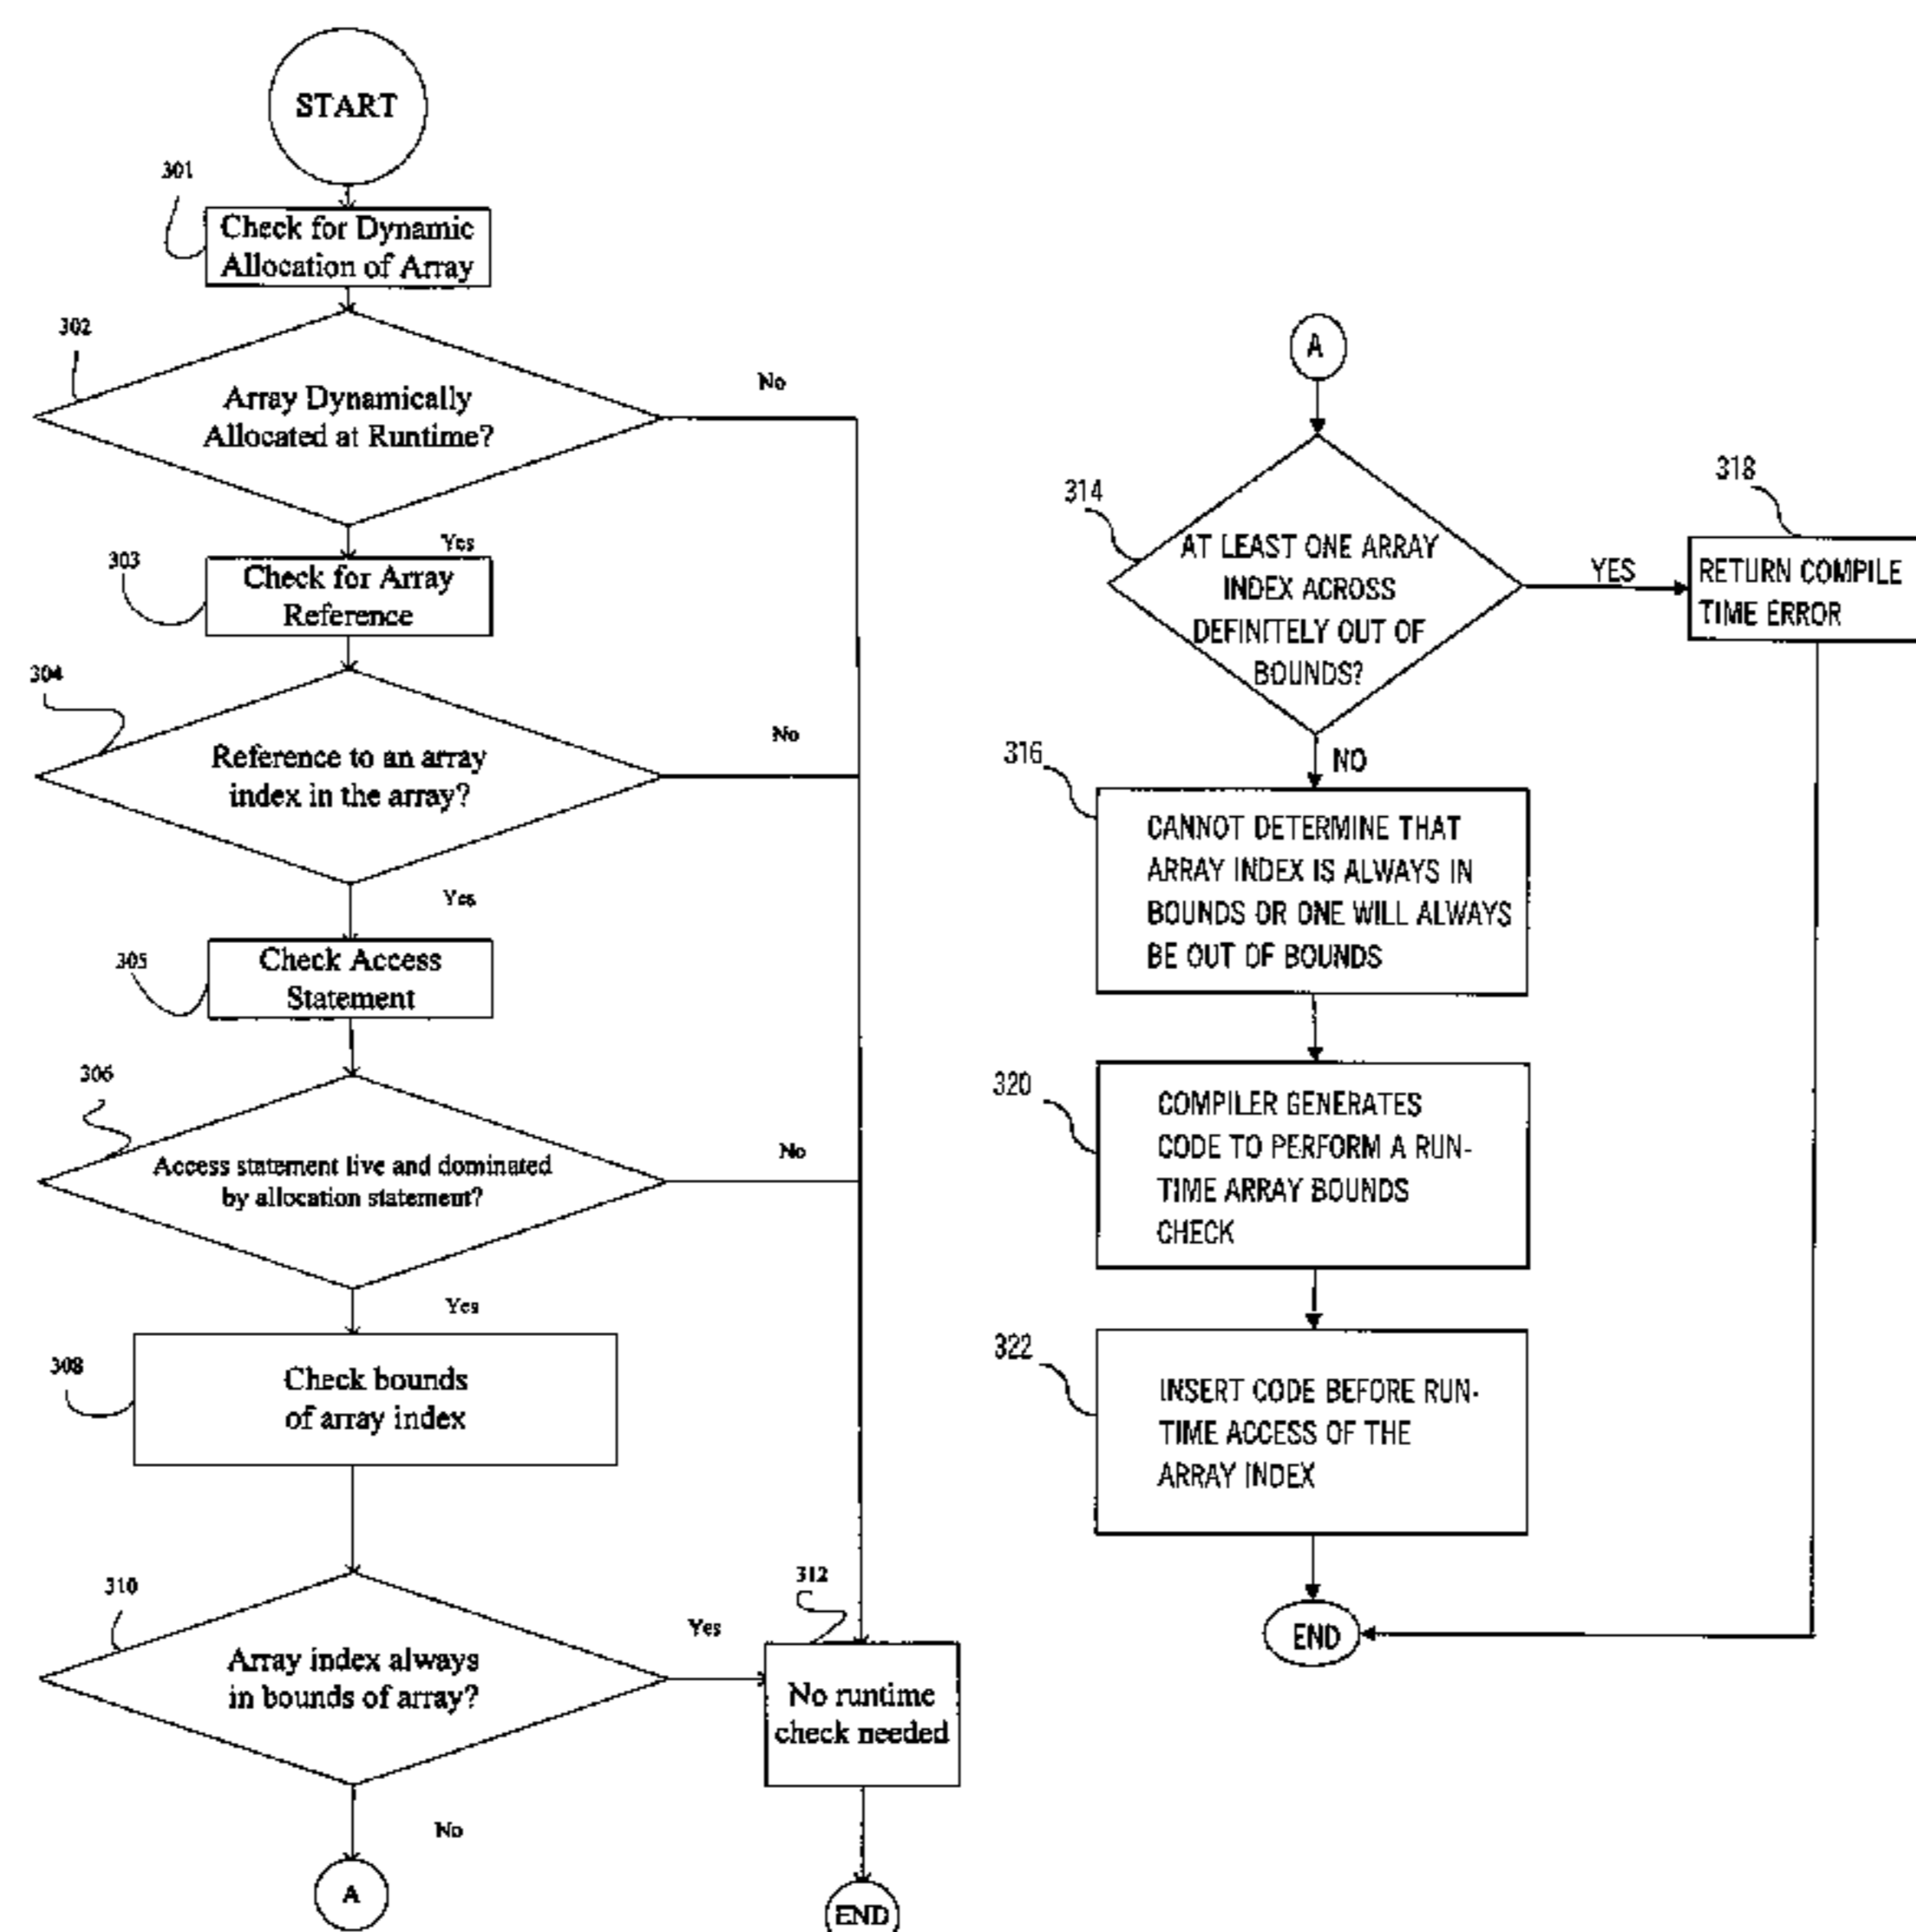 START
301
Check for Dynamic
Allocation of Array
302
Array Dynamically
Allocated at Runtime?
No
Yes
303
Check for Array
Reference
304
Reference to an array
index in the array?
No
Yes
305
Check Access
Statement
306
Access statement live and dominated
by allocation statement?
No
Yes
308
Check bounds
of array index
310
Array index always
in bounds of array?
Yes
No
312
No runtime
check needed
A
END
A
314
AT LEAST ONE ARRAY
INDEX ACROSS
DEFINITELY OUT OF
BOUNDS?
YES
318
RETURN COMPILE
TIME ERROR
NO
316
CANNOT DETERMINE THAT
ARRAY INDEX IS ALWAYS IN
BOUNDS OR ONE WILL ALWAYS
BE OUT OF BOUNDS
320
COMPILER GENERATES
CODE TO PERFORM A RUN-
TIME ARRAY BOUNDS
CHECK
322
INSERT CODE BEFORE RUN-
TIME ACCESS OF THE
ARRAY INDEX
END